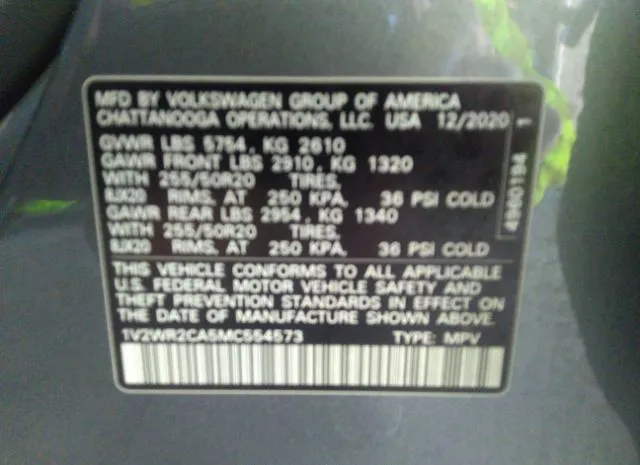 MFD BY VOLKSWAGEN GROUP OF AMERICA
CHATTANOOGA OPERATIONS, LLC. USA 12/2020
GVWR LBS 5754, KG 2610
GAWR FRONT LBS 2910, KG 1320
WITH 255/50R20 TIRES,
8JX20 RIMS, AT 250 KPA, 36 PSI COLD
GAWR REAR LBS 2954, KG 1340
WITH 255/50R20 TIRES,
8JX20 RIMS, AT 250 KPA, 36 PSI COLD
THIS VEHICLE CONFORMS TO ALL APPLICABLE
U.S. FEDERAL MOTOR VEHICLE SAFETY AND
THEFT PREVENTION STANDARDS IN EFFECT ON
THE DATE OF MANUFACTURE SHOWN ABOVE.
1V2WR2CA5MC554573 TYPE: MPV
4960194 1